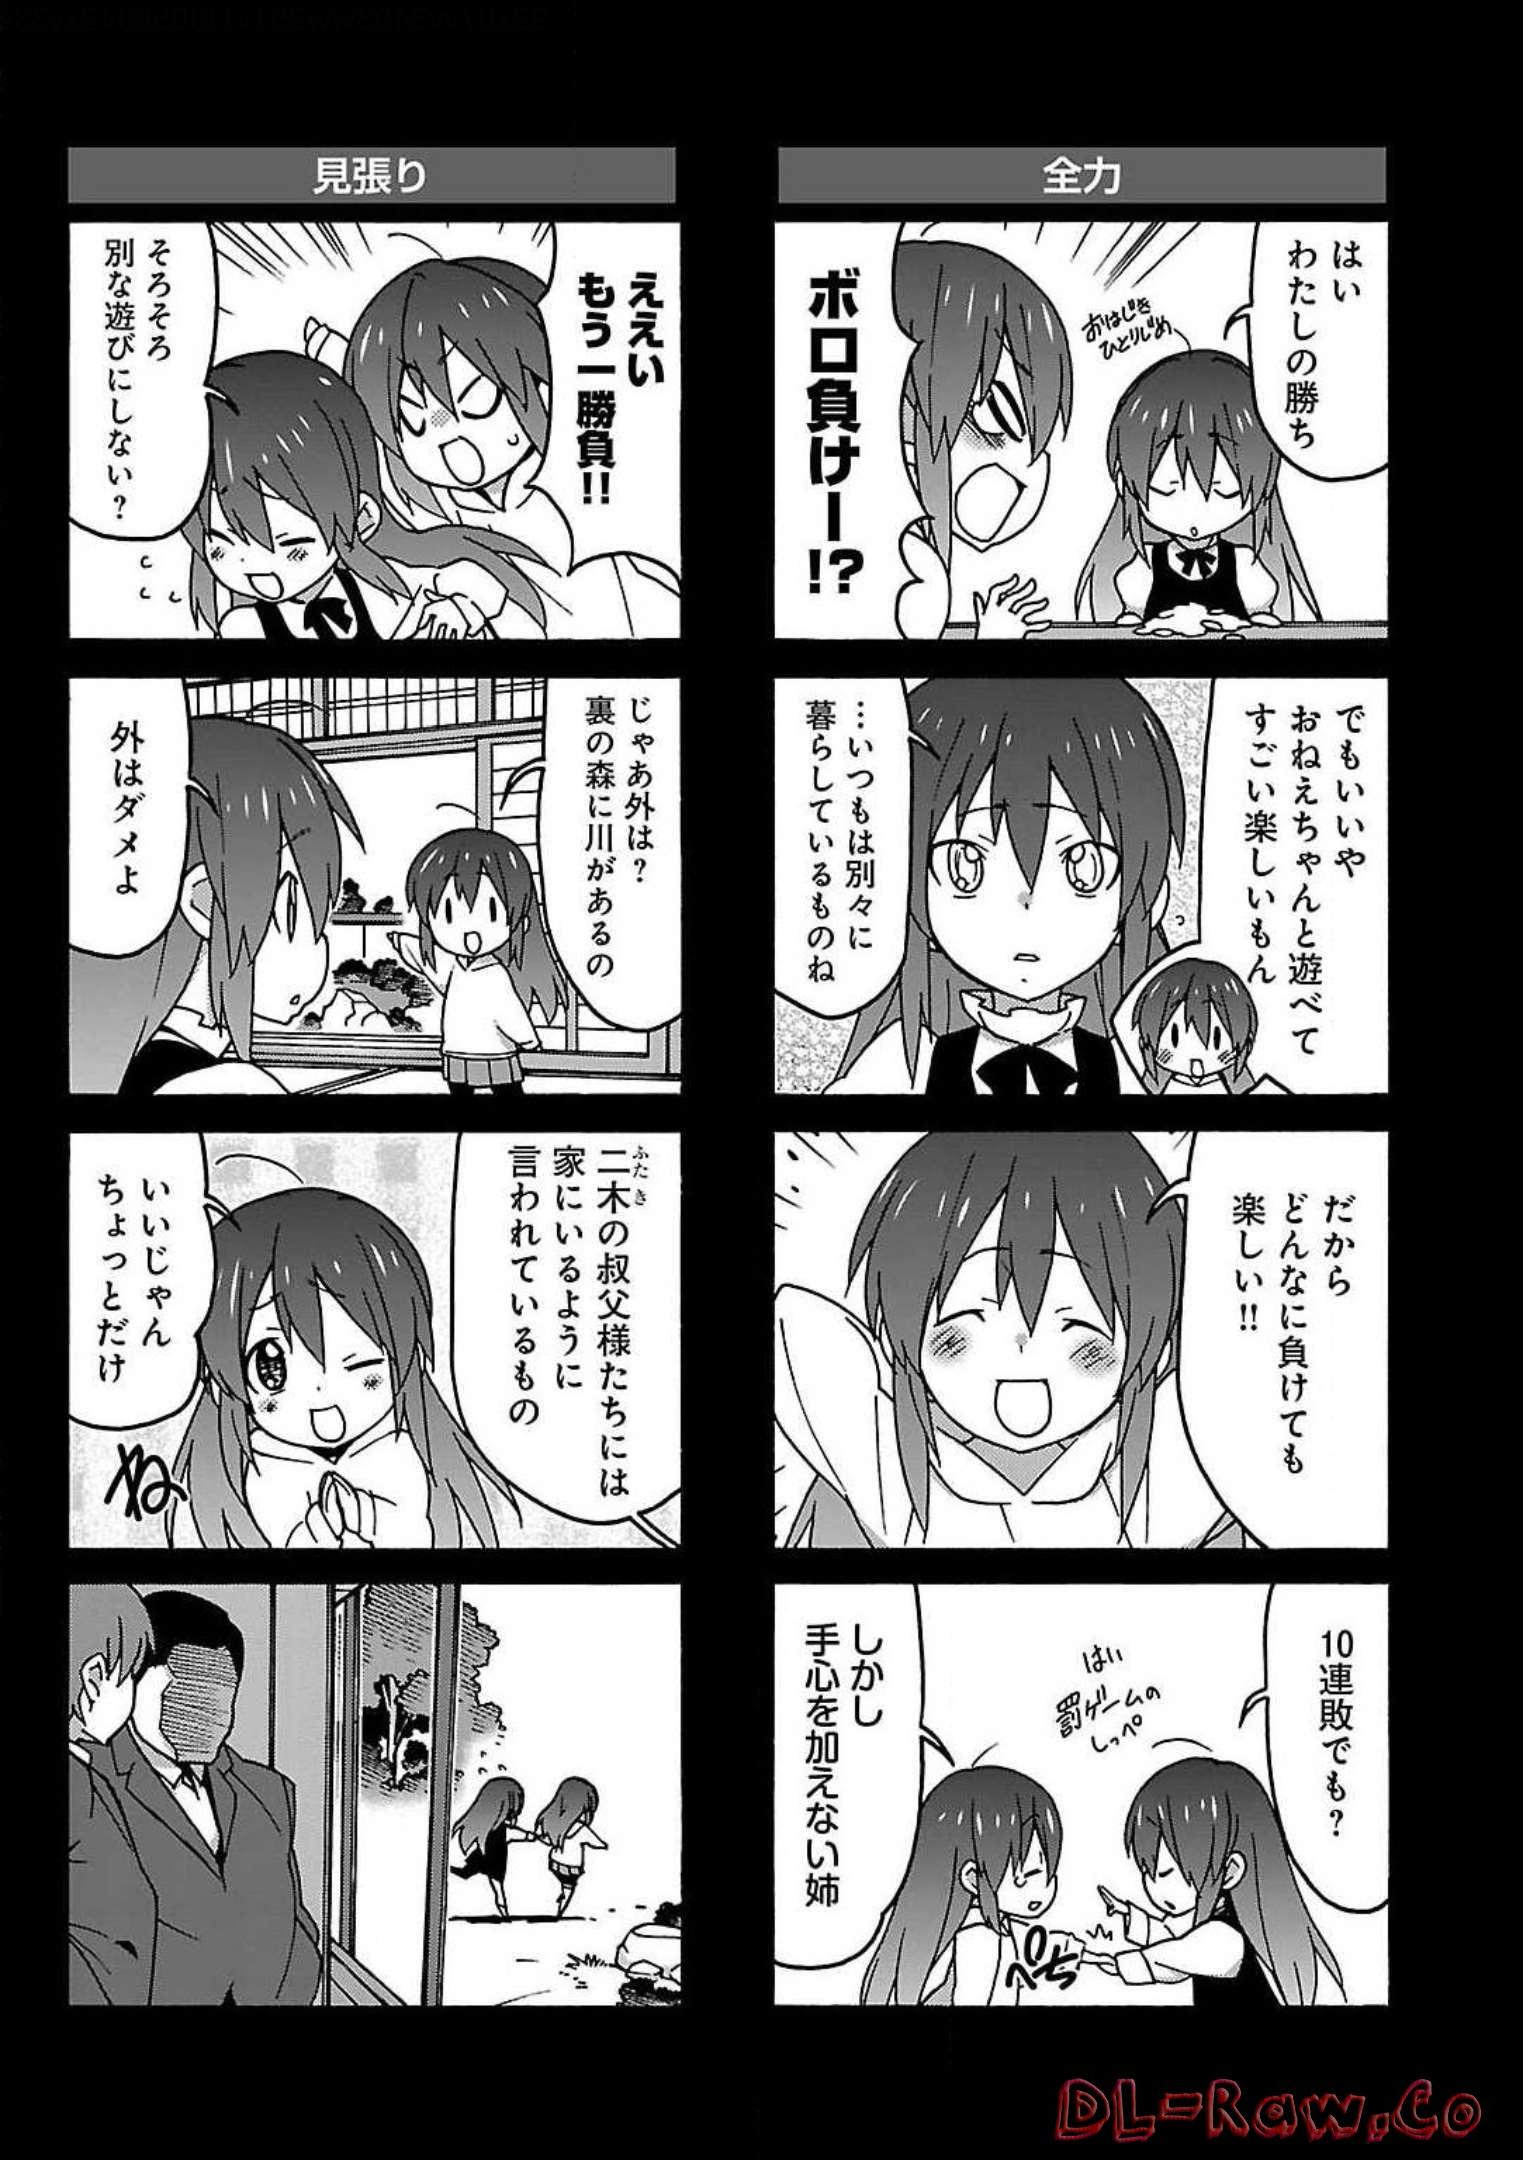 全力
はい
わたしの勝ち
おはじき
ひとりじめ
ボロ負けー!?
でもいいや
おねえちゃんと遊べて
すごい楽しいもん
…いつもは別々に
暮らしているものね
だから
どんなに負けても
楽しい!!
10連敗でも?
はい
罰ゲームの
しっぺ
ぺち
しかし
手心を加えない姉
見張り
ええい
もう一勝負!!
そろそろ
別な遊びにしない?
じゃあ外は?
裏の森に川があるの
外はダメよ
二木の叔父様たちには
ふたき
家にいるように
言われているもの
いいじゃん
ちょっとだけ
ね
DL-Raw.Co